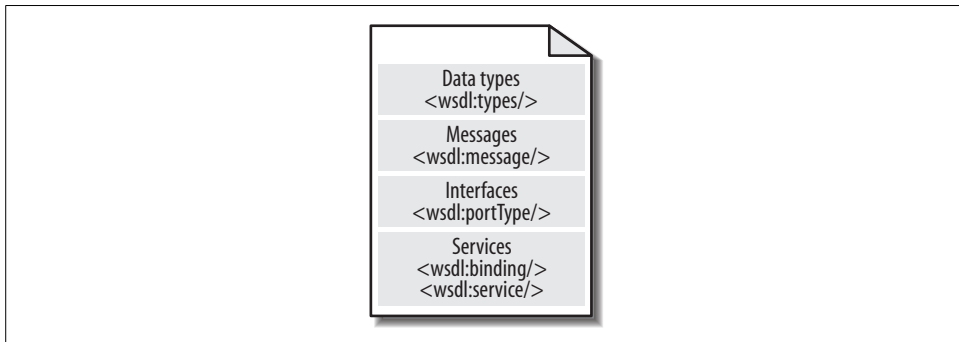 Data types
<wsdl:types/>
Messages
<wsdl:message/>
Interfaces
<wsdl:portType/>
Services
<wsdl:binding/>
<wsdl:service/>